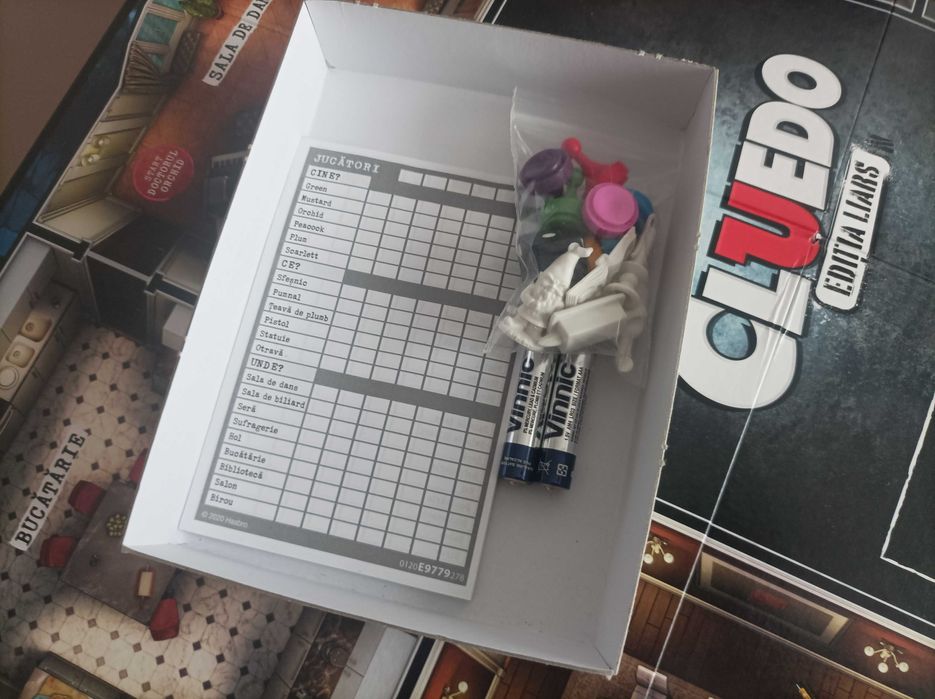 SALA DE
START
DOCTORUL
ORCHID
BUCĂTĂRIE
JUCĂTORI
CINE?
Green
Mustard
Orchid
Peacock
Plum
Scarlett
CE?
Sfeșnic
Pumnal
Țeavă de plumb
Pistol
Statuie
Otravă
UNDE?
Sala de dans
Sala de biliard
Seră
Sufragerie
Hol
Bucătărie
Bibliotecă
Salon
Birou
© 2020 Hasbro.
0120E9779278
Vinnic
Vinnic
CLUEDO
EDIȚIA LIARS